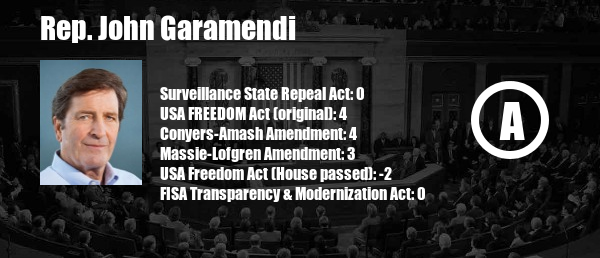 Rep. John Garamendi
Surveillance State Repeal Act: 0
USA FREEDOM Act (original): 4
Conyers-Amash Amendment: 4
Massie-Lofgren Amendment: 3
USA Freedom Act (House passed): -2
FISA Transparency & Modernization Act: 0
A